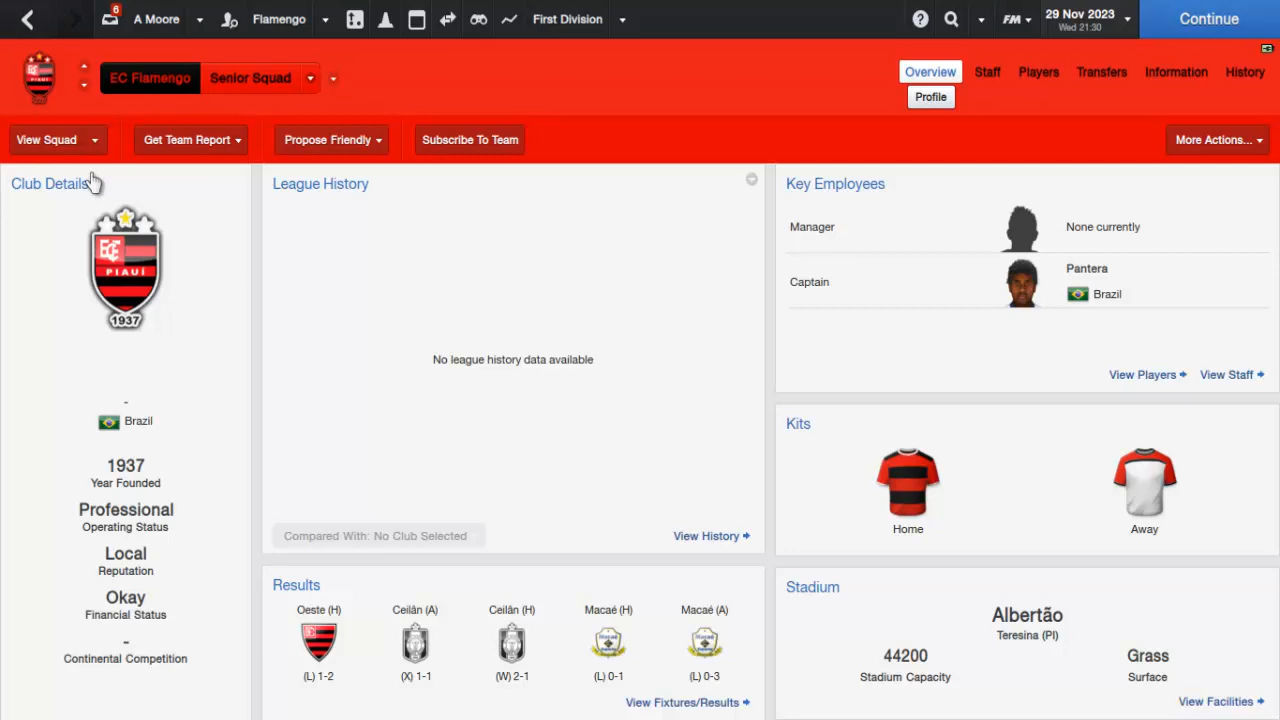 6
A Moore
Flamengo
First Division
FM
29 Nov 2023
Wed 21:30
Continue
EC Flamengo
Senior Squad
Overview
Staff
Players
Transfers
Information
History
Profile
View Squad
Get Team Report
Propose Friendly
Subscribe To Team
More Actions...
Club Details
PIAUÍ
1937
-
Brazil
1937
Year Founded
Professional
Operating Status
Local
Reputation
Okay
Financial Status
-
Continental Competition
League History
No league history data available
Compared With: No Club Selected
View History
Results
Oeste (H)
Ceilân (A)
Ceilân (H)
Macaé (H)
Macaé (A)
(L) 1-2
(X) 1-1
(W) 2-1
(L) 0-1
(L) 0-3
View Fixtures/Results
Key Employees
Manager
None currently
Captain
Pantera
Brazil
View Players
View Staff
Kits
Home
Away
Stadium
Albertão
Teresina (PI)
44200
Stadium Capacity
Grass
Surface
View Facilities